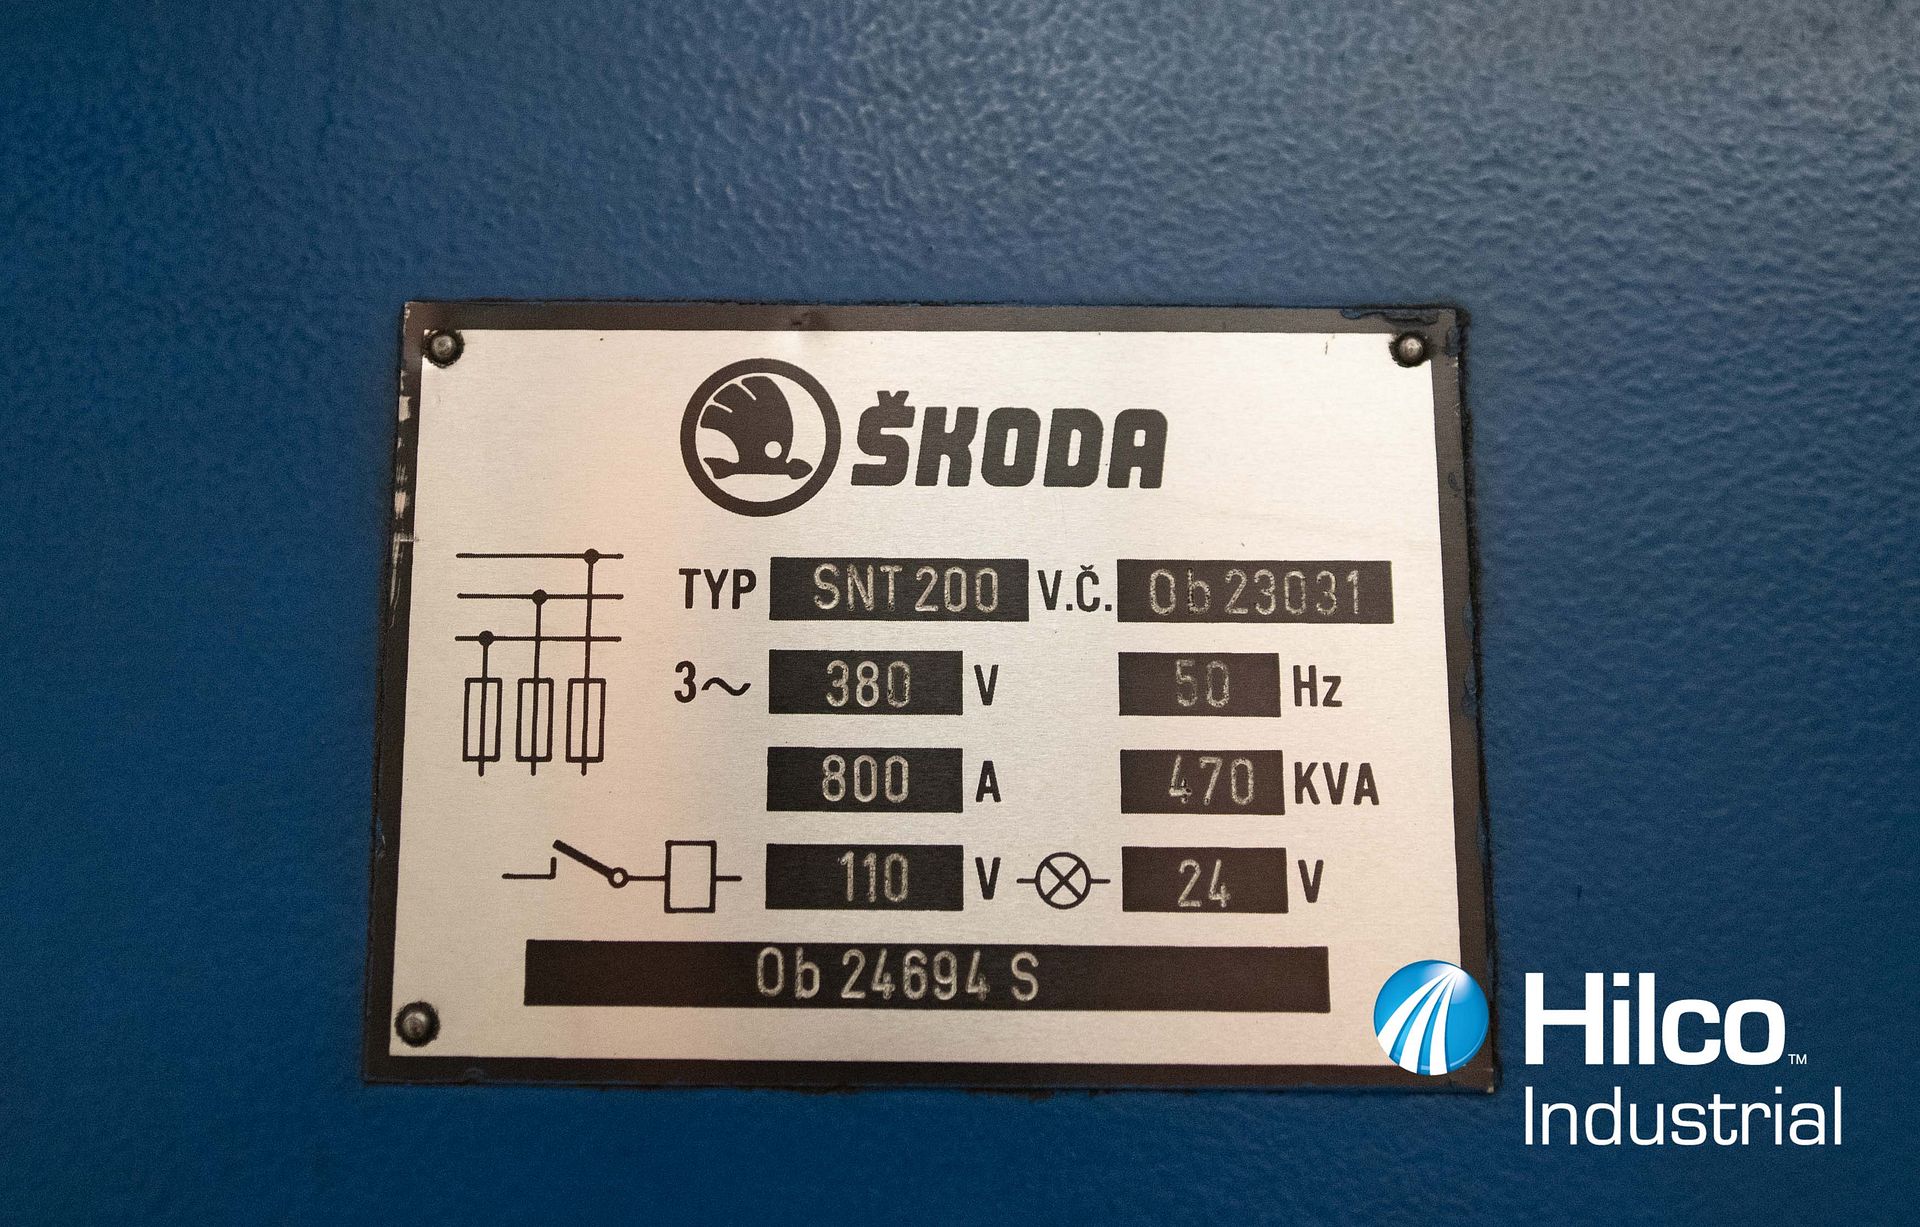 ŠKODA
TYP SNT 200 V.Č. Ob 23031
3~ 380 V 50 Hz
800 A 470 KVA
110 V 24 V
Ob 24694 S
Hilco™
Industrial